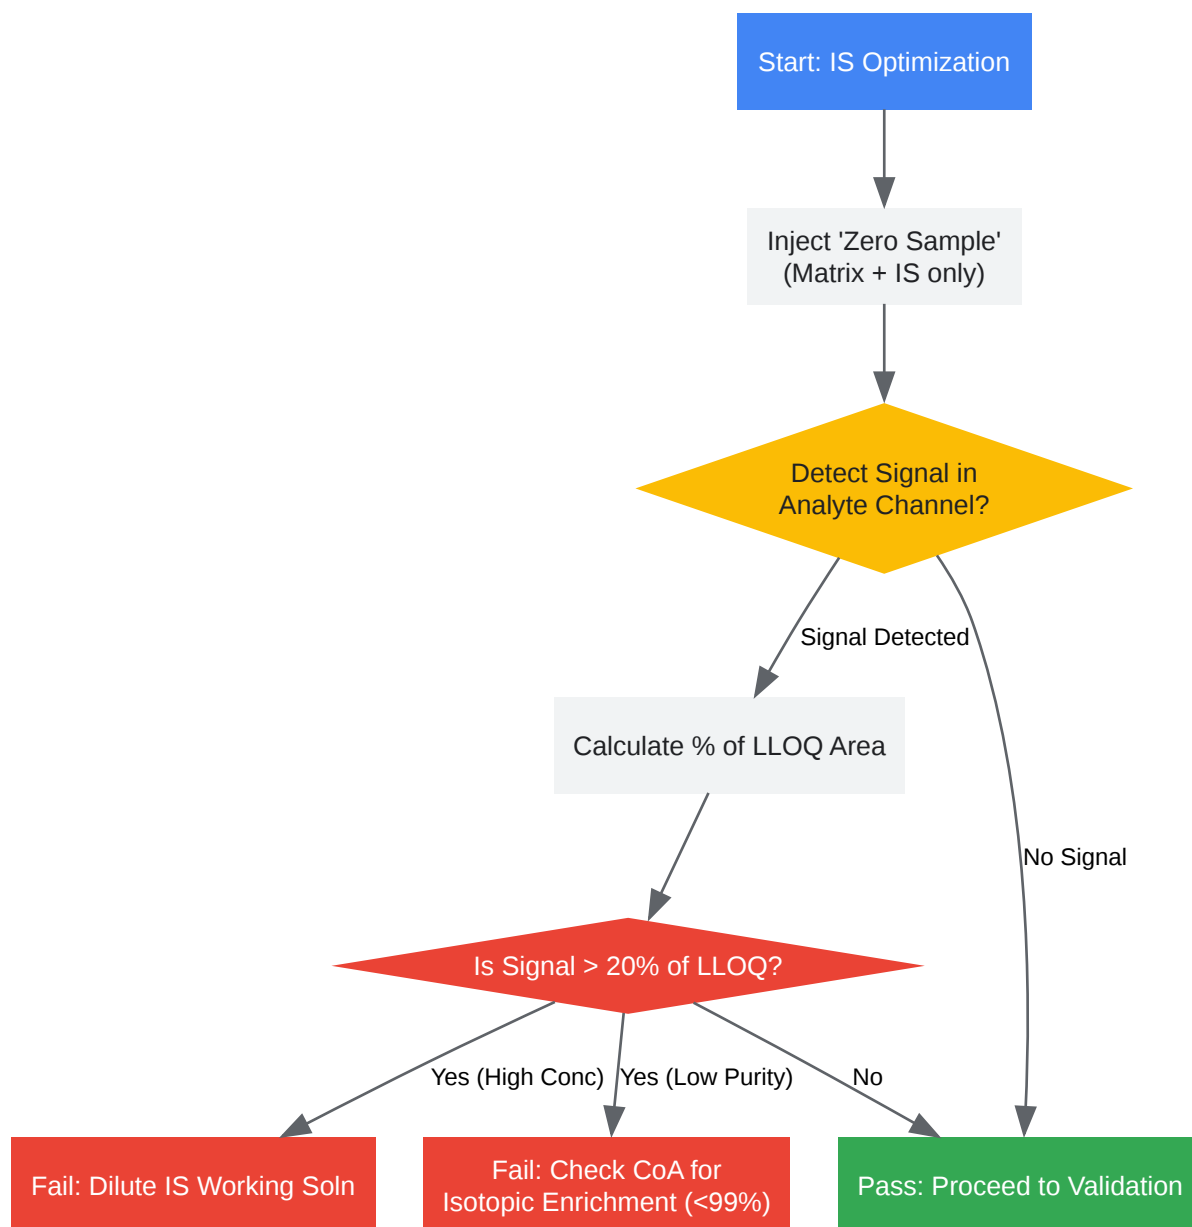 Start: IS Optimization
Inject 'Zero Sample'
(Matrix + IS only)
Detect Signal in
Analyte Channel?
Signal Detected
Calculate % of LLOQ Area
No Signal
Is Signal > 20% of LLOQ?
Yes (High Conc)
Yes (Low Purity)
No
Fail: Dilute IS Working Soln
Fail: Check CoA for
Isotopic Enrichment (<99%)
Pass: Proceed to Validation